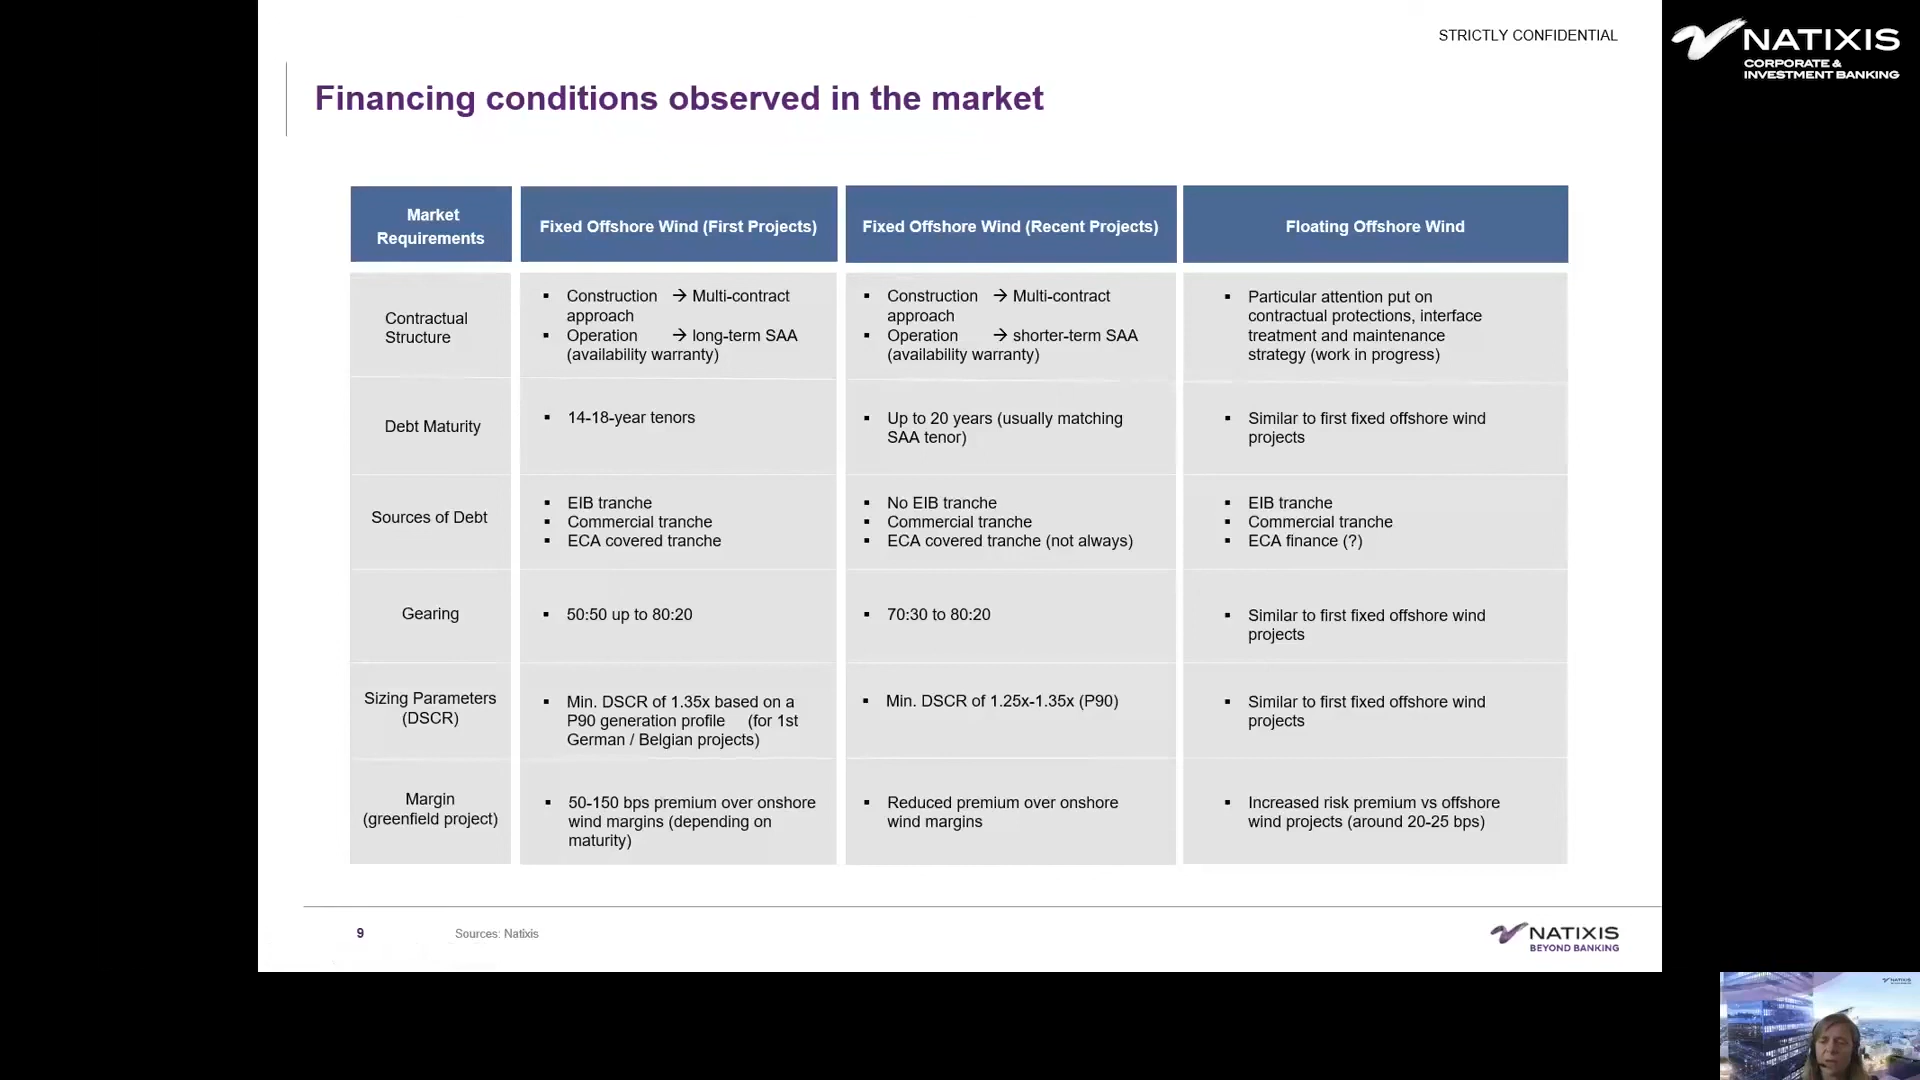 STRICTLY CONFIDENTIAL
NATIXIS
CORPORATE &
INVESTMENT BANKING
Financing conditions observed in the market
Market
Requirements
Fixed Offshore Wind (First Projects)
Fixed Offshore Wind (Recent Projects)
Floating Offshore Wind
Contractual
Structure
▪ Construction → Multi-contract
approach
▪ Operation → long-term SAA
(availability warranty)
▪ Construction → Multi-contract
approach
▪ Operation → shorter-term SAA
(availability warranty)
▪ Particular attention put on
contractual protections, interface
treatment and maintenance
strategy (work in progress)
Debt Maturity
▪ 14-18-year tenors
▪ Up to 20 years (usually matching
SAA tenor)
▪ Similar to first fixed offshore wind
projects
Sources of Debt
▪ EIB tranche
▪ Commercial tranche
▪ ECA covered tranche
▪ No EIB tranche
▪ Commercial tranche
▪ ECA covered tranche (not always)
▪ EIB tranche
▪ Commercial tranche
▪ ECA finance (?)
Gearing
▪ 50:50 up to 80:20
▪ 70:30 to 80:20
▪ Similar to first fixed offshore wind
projects
Sizing Parameters
(DSCR)
▪ Min. DSCR of 1.35x based on a
P90 generation profile (for 1st
German / Belgian projects)
▪ Min. DSCR of 1.25x-1.35x (P90)
▪ Similar to first fixed offshore wind
projects
Margin
(greenfield project)
▪ 50-150 bps premium over onshore
wind margins (depending on
maturity)
▪ Reduced premium over onshore
wind margins
▪ Increased risk premium vs offshore
wind projects (around 20-25 bps)
9
Sources: Natixis
NATIXIS
BEYOND BANKING
NATIXIS